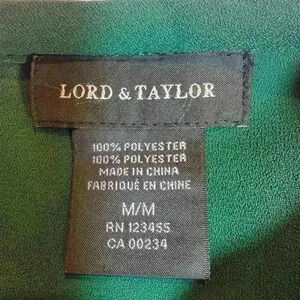 LORD & TAYLOR
100% POLYESTER
100% POLYESTER
MADE IN CHINA
FABRIQUÉ EN CHINE
M/M
RN 123455
CA 00234